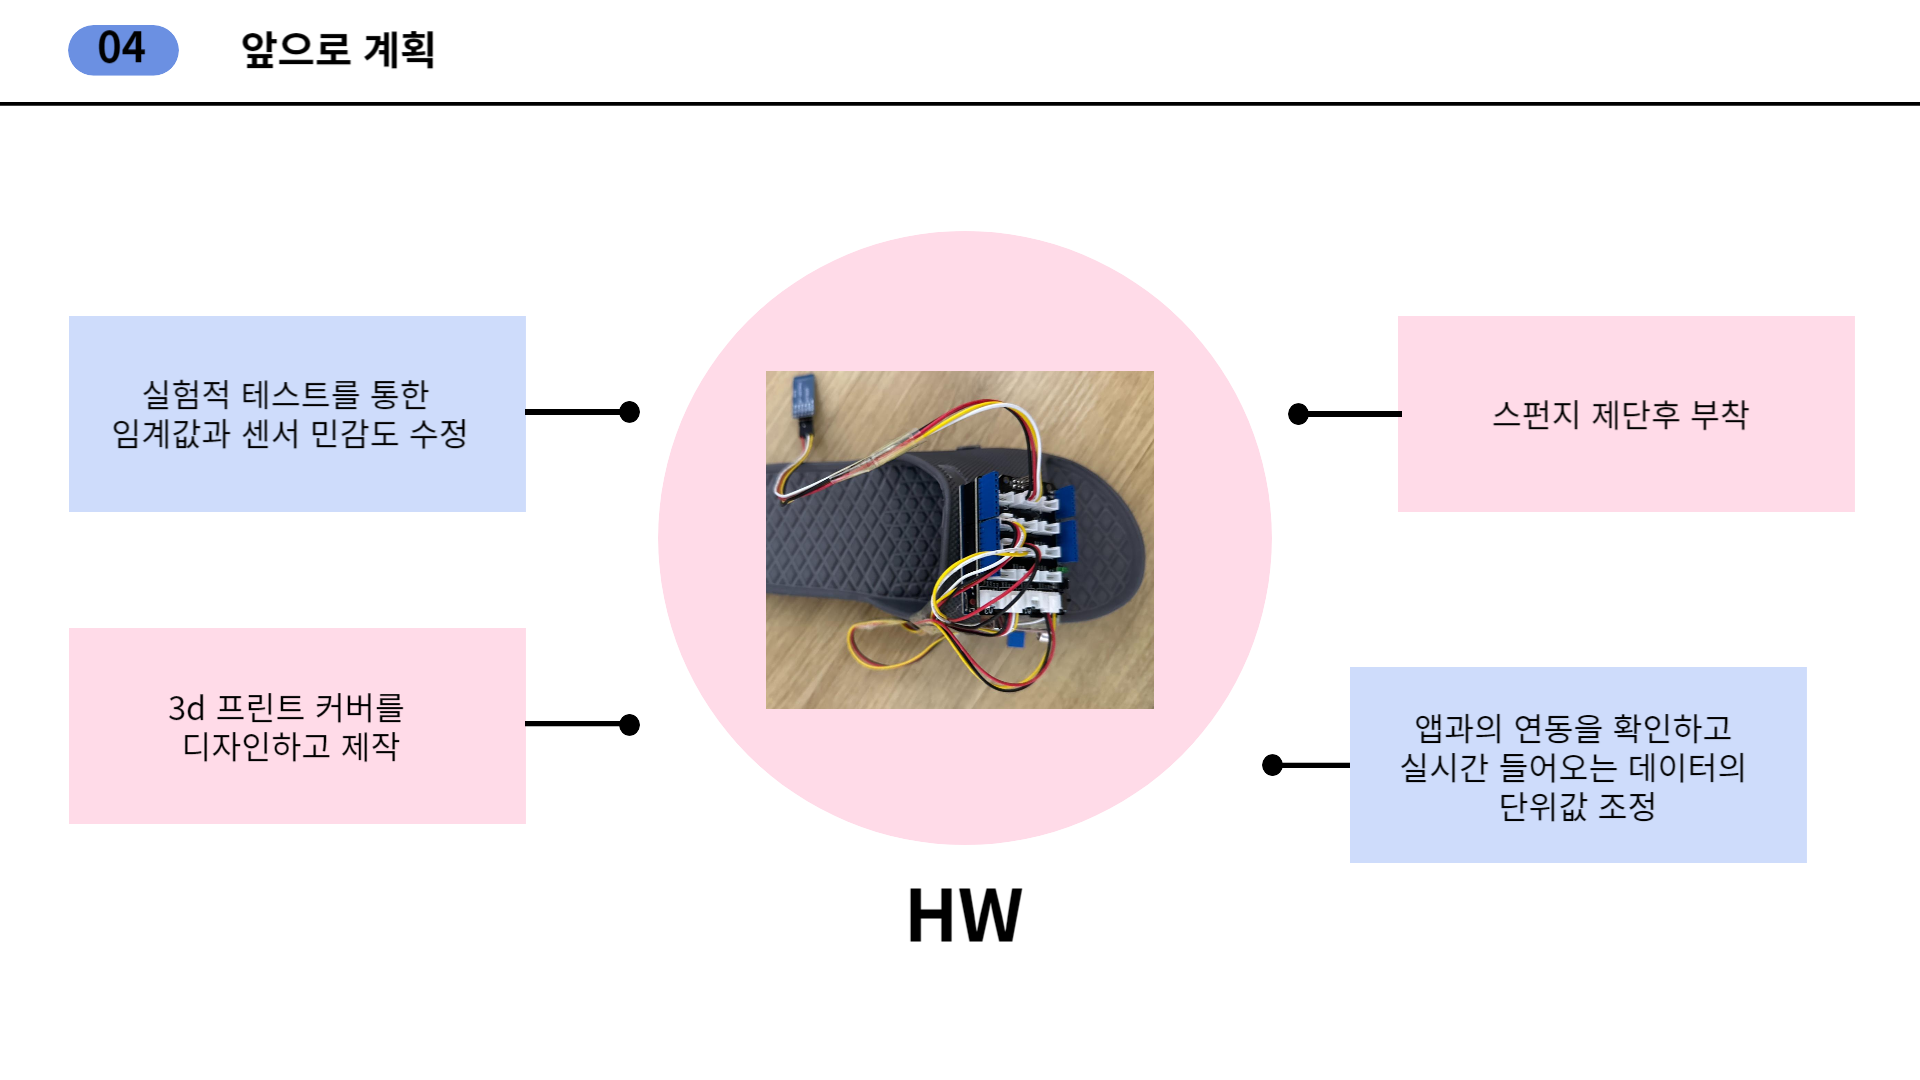 04
앞으로 계획
실험적 테스트를 통한
임계값과 센서 민감도 수정
스펀지 제단후 부착
3d 프린트 커버를
디자인하고 제작
앱과의 연동을 확인하고
실시간 들어오는 데이터의
단위값 조정
HW